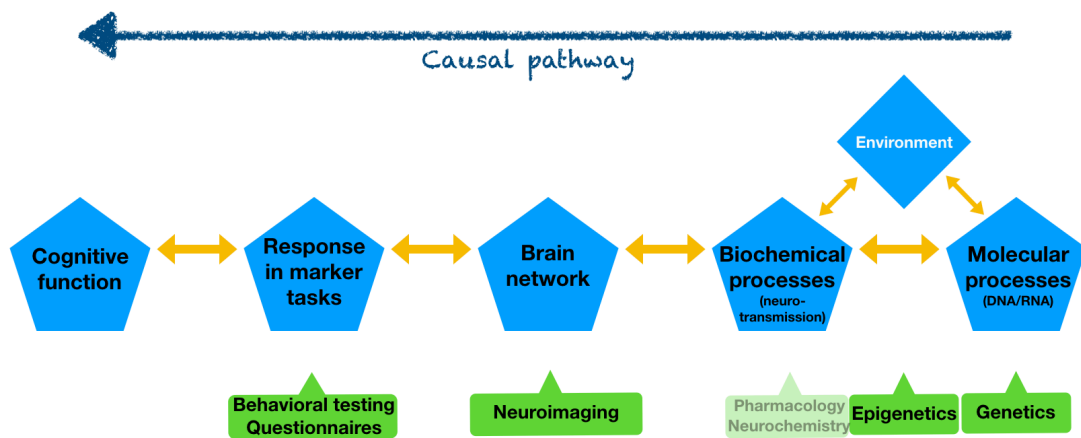 Causal pathway
Environment
Cognitive
function
Response
in marker
tasks
Brain
network
Biochemical
processes
(neuro-
transmission)
Molecular
processes
(DNA/RNA)
Behavioral testing
Questionnaires
Neuroimaging
Pharmacology
Neurochemistry
Epigenetics
Genetics